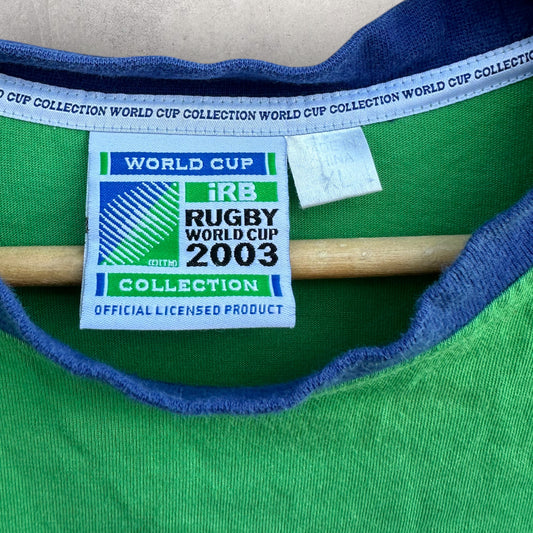 D CUP COLLECTION WORLD CUP COLLECTION WORLD CUP COLLECTION WORLD CUP COLLECTION
WORLD CUP
iRB
RUGBY
WORLD CUP
2003
COLLECTION
OFFICIAL LICENSED PRODUCT
CHINA
XL